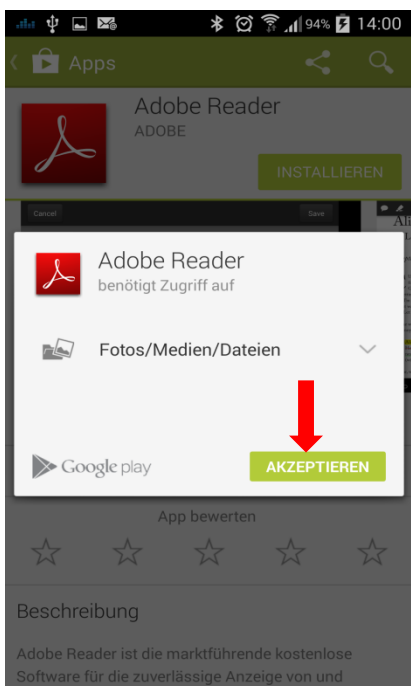 94% 14:00
Apps
Adobe Reader
ADOBE
INSTALLIEREN
Cancel Save
Adobe Reader
benötigt Zugriff auf
Fotos/Medien/Dateien
Google play
AKZEPTIEREN
App bewerten
Beschreibung
Adobe Reader ist die marktführende kostenlose
Software für die zuverlässige Anzeige von und